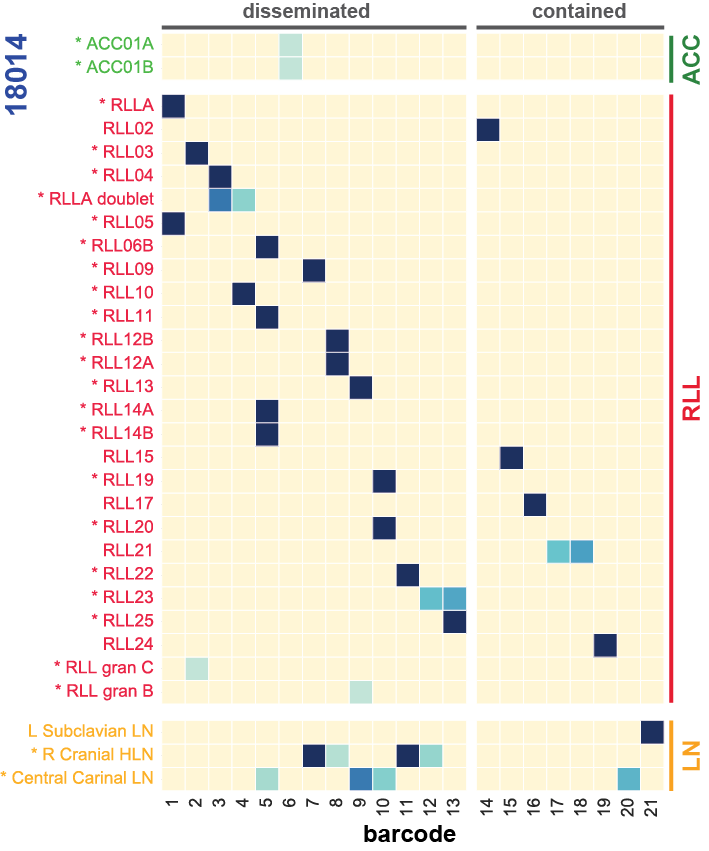 disseminated contained
18014
* ACC01A
* ACC01B
ACC
* RLLA
RLL02
* RLL03
* RLL04
* RLLA doublet
* RLL05
* RLL06B
* RLL09
* RLL10
* RLL11
* RLL12B
* RLL12A
* RLL13
* RLL14A
* RLL14B
RLL15
* RLL19
RLL17
* RLL20
RLL21
* RLL22
* RLL23
* RLL25
RLL24
* RLL gran C
* RLL gran B
RLL
L Subclavian LN
* R Cranial HLN
* Central Carinal LN
LN
1 2 3 4 5 6 7 8 9 10 11 12 13 14 15 16 17 18 19 20 21
barcode